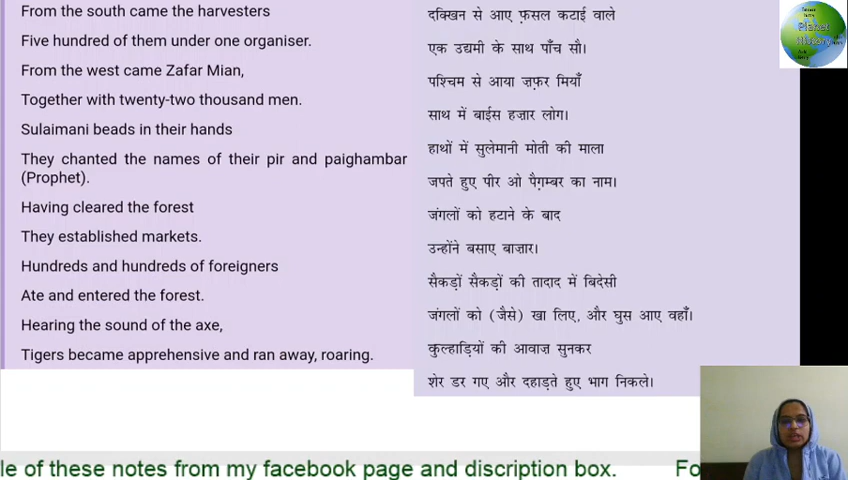 From the south came the harvesters
Five hundred of them under one organiser.
From the west came Zafar Mian,
Together with twenty-two thousand men.
Sulaimani beads in their hands
They chanted the names of their pir and paighambar
(Prophet).
Having cleared the forest
They established markets.
Hundreds and hundreds of foreigners
Ate and entered the forest.
Hearing the sound of the axe,
Tigers became apprehensive and ran away, roaring.
दक्खिन से आए फ़सल कटाई वाले
एक उद्यमी के साथ पाँच सौ।
पश्चिम से आया ज़फ़र मियाँ
साथ में बाईस हज़ार लोग।
हाथों में सुलेमानी मोती की माला
जपते हुए पीर ओ पैग़म्बर का नाम।
जंगलों को हटाने के बाद
उन्होंने बसाए बाज़ार।
सैकड़ों सैकड़ों की तादाद में बिदेसी
जंगलों को (जैसे) खा लिए, और घुस आए वहाँ।
कुल्हाड़ियों की आवाज़ सुनकर
शेर डर गए और दहाड़ते हुए भाग निकले।
Planet
History
le of these notes from my facebook page and discription box. Fo